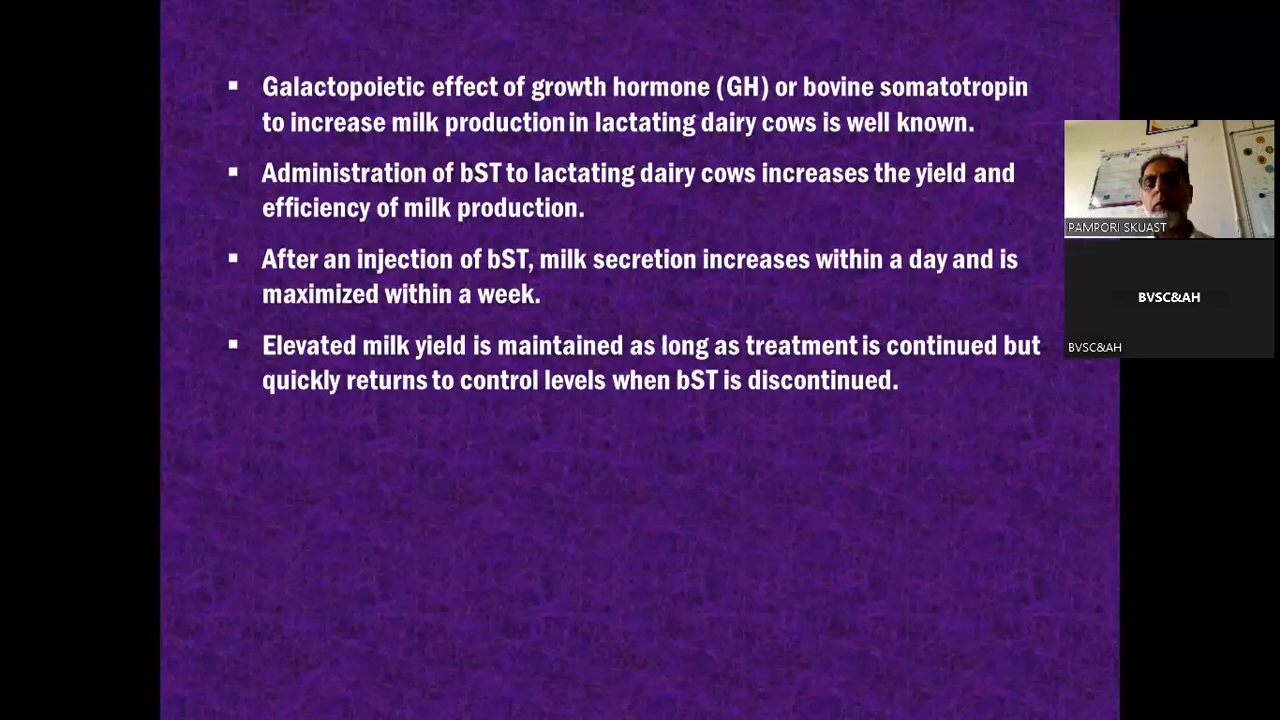 ▪ Galactopoietic effect of growth hormone (GH) or bovine somatotropin
to increase milk production in lactating dairy cows is well known.
▪ Administration of bST to lactating dairy cows increases the yield and
efficiency of milk production.
▪ After an injection of bST, milk secretion increases within a day and is
maximized within a week.
▪ Elevated milk yield is maintained as long as treatment is continued but
quickly returns to control levels when bST is discontinued.
PAMPORI SKUAST
BVSC&AH
BVSC&AH